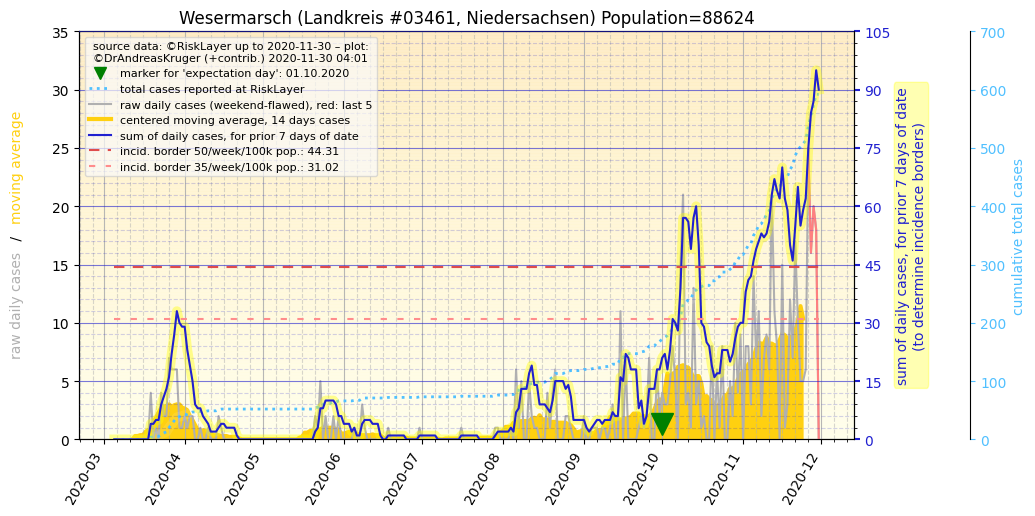 Wesermarsch (Landkreis #03461, Niedersachsen) Population=88624
source data: ©RiskLayer up to 2020-11-30 – plot:
©DrAndreasKruger (+contrib.) 2020-11-30 04:01
marker for 'expectation day': 01.10.2020
total cases reported at RiskLayer
raw daily cases (weekend-flawed), red: last 5
centered moving average, 14 days cases
sum of daily cases, for prior 7 days of date
incid. border 50/week/100k pop.: 44.31
incid. border 35/week/100k pop.: 31.02
raw daily cases / moving average
35
30
25
20
15
10
5
0
2020-03
2020-04
2020-05
2020-06
2020-07
2020-08
2020-09
2020-10
2020-11
2020-12
105
90
75
60
45
30
15
0
sum of daily cases, for prior 7 days of date
(to determine incidence borders)
700
600
500
400
300
200
100
0
cumulative total cases